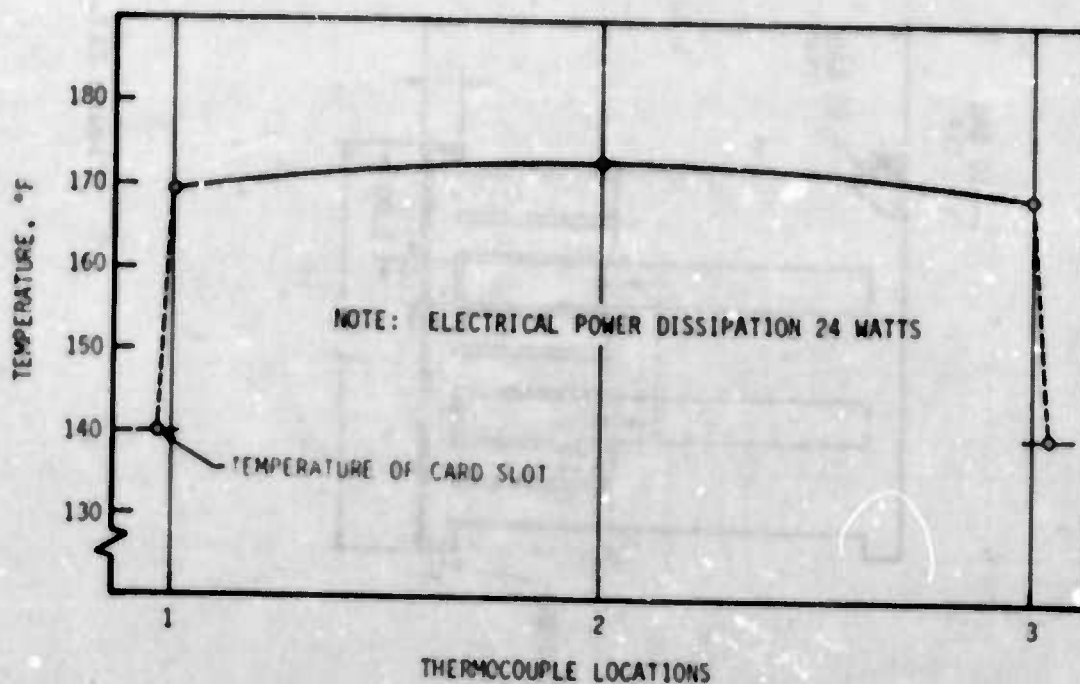 TEMPERATURE, °F
180
170
160
150
140
130
NOTE: ELECTRICAL POWER DISSIPATION 24 WATTS
TEMPERATURE OF CARD SLOT
1
2
3
THERMOCOUPLE LOCATIONS